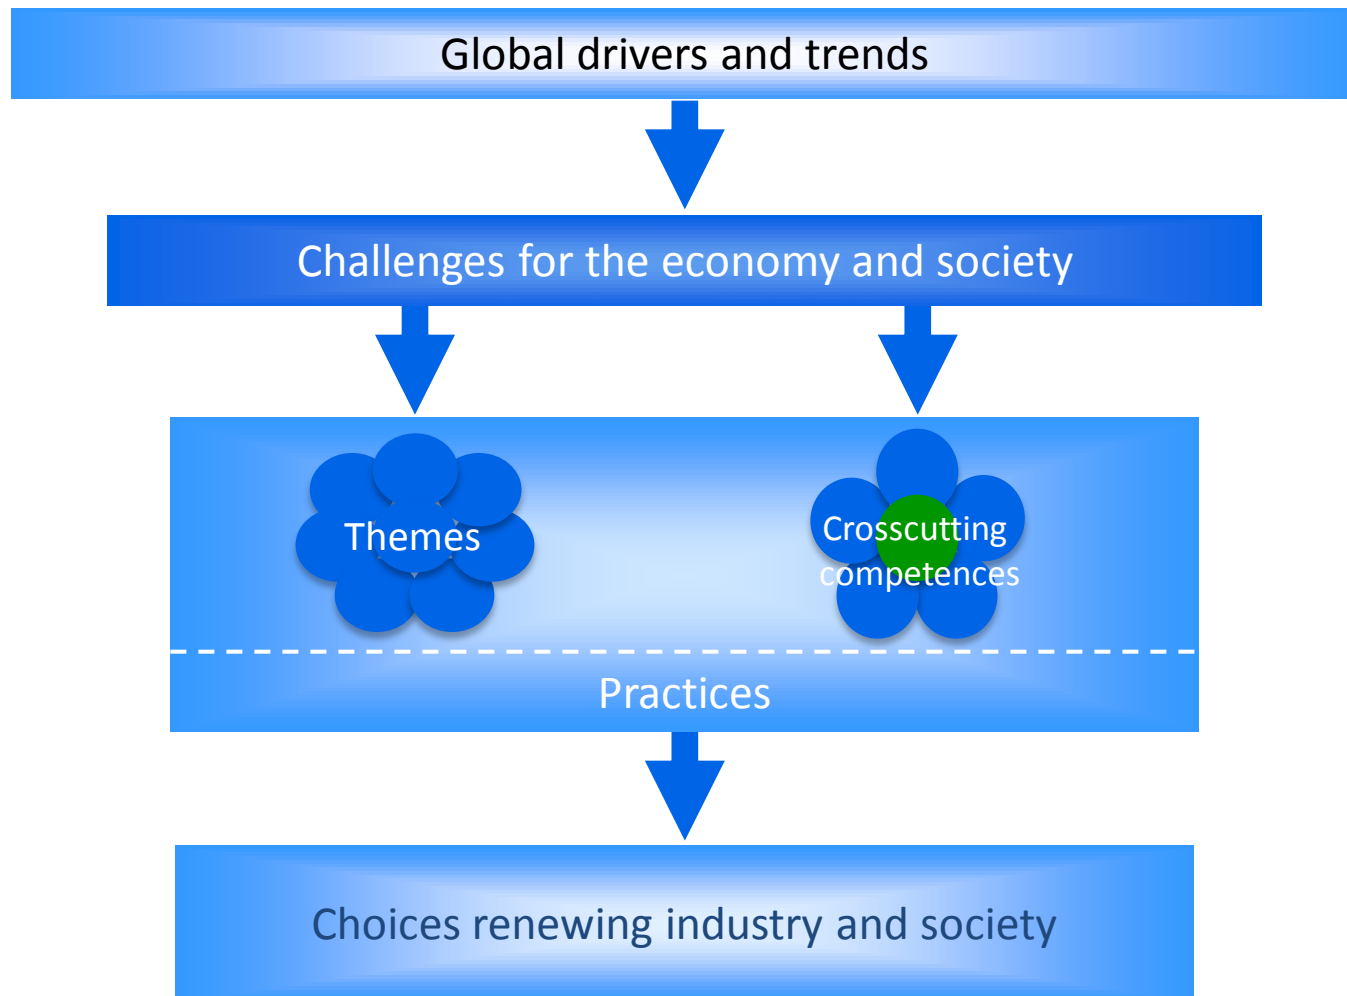 Global drivers and trends
Challenges for the economy and society
Themes
Crosscutting
competences
Practices
Choices renewing industry and society